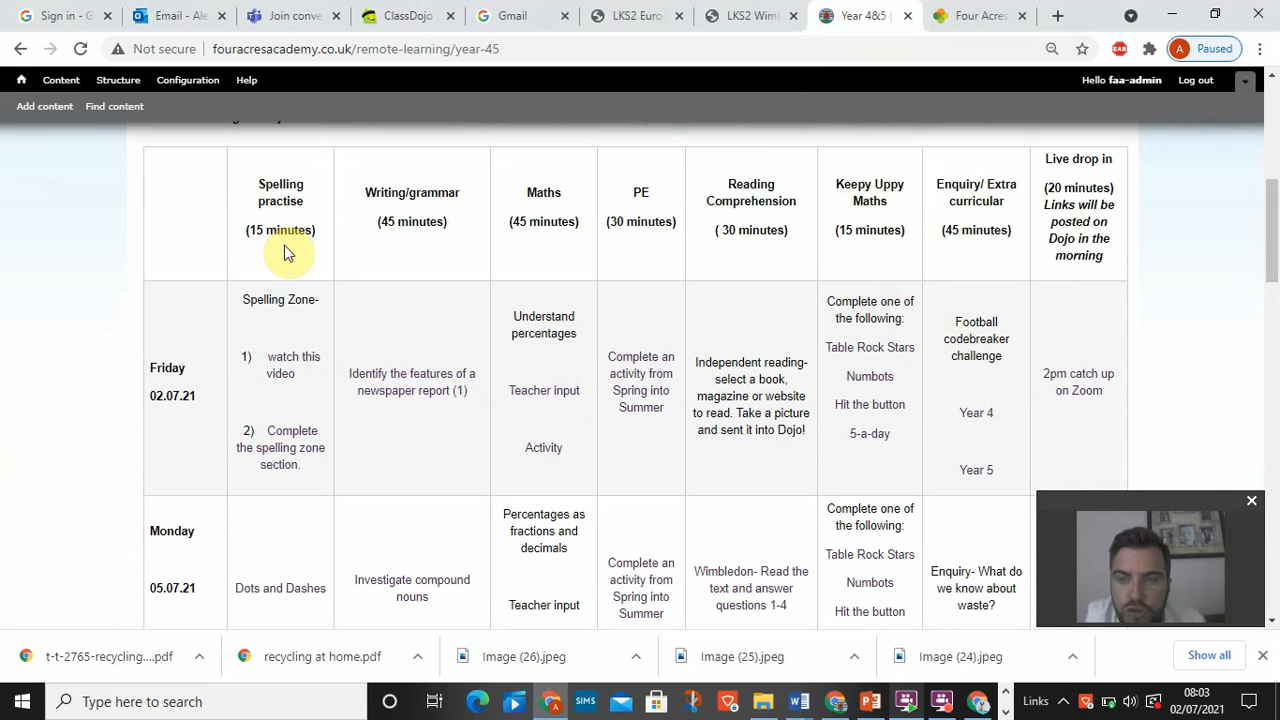 Sign in - G
Email - Ale
Join conve
ClassDojo
Gmail
LKS2 Euro
LKS2 Wim
Year 4&5 |
Four Acres
Not secure
fouracresacademy.co.uk/remote-learning/year-45
EAB
A
Paused
Content
Structure
Configuration
Help
Hello faa-admin
Log out
Add content
Find content
Spelling
practise
(15 minutes)
Writing/grammar
(45 minutes)
Maths
(45 minutes)
PE
(30 minutes)
Reading
Comprehension
( 30 minutes)
Keepy Uppy
Maths
(15 minutes)
Enquiry/ Extra
curricular
(45 minutes)
Live drop in
(20 minutes)
Links will be
posted on
Dojo in the
morning
Friday
02.07.21
Spelling Zone-
1) watch this
video
2) Complete
the spelling zone
section.
Identify the features of a
newspaper report (1)
Understand
percentages
Teacher input
Activity
Complete an
activity from
Spring into
Summer
Independent reading-
select a book,
magazine or website
to read. Take a picture
and sent it into Dojo!
Complete one of
the following:
Table Rock Stars
Numbots
Hit the button
5-a-day
Football
codebreaker
challenge
Year 4
Year 5
2pm catch up
on Zoom
Monday
05.07.21
Dots and Dashes
Investigate compound
nouns
Percentages as
fractions and
decimals
Teacher input
Complete an
activity from
Spring into
Summer
Wimbledon- Read the
text and answer
questions 1-4
Complete one of
the following:
Table Rock Stars
Numbots
Hit the button
Enquiry- What do
we know about
waste?
t-t-2765-recycling....pdf
recycling at home.pdf
Image (26).jpeg
Image (25).jpeg
Image (24).jpeg
Show all
Type here to search
SIMS
Links
08:03
02/07/2021